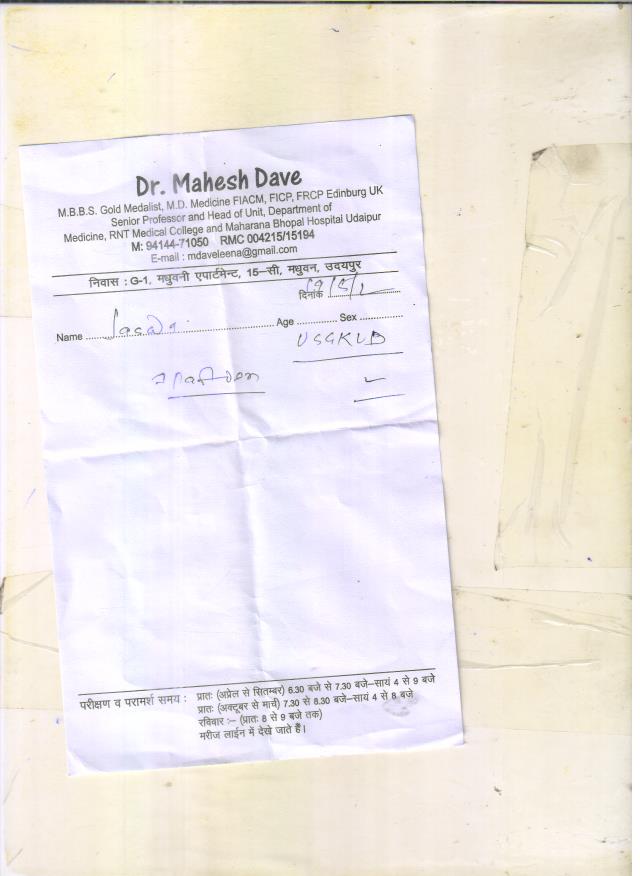 Dr. Mahesh Dave
M.B.B.S. Gold Medalist, M.D. Medicine FIACM, FICP, FRCP Edinburg UK
Senior Professor and Head of Unit, Department of
Medicine, RNT Medical College and Maharana Bhopal Hospital Udaipur
M: 94144-71050 RMC 004215/15194
E-mail : mdaveleena@gmail.com
निवास : G-1, मधुवनी एपार्टमेन्ट, 15-सी, मधुवन, उदयपुर
दिनांक
Name Age Sex
USGKUB
परीक्षण व परामर्श समय : प्रातः (अप्रेल से सितम्बर) 6.30 बजे से 7.30 बजे-सायं 4 से 9 बजे
प्रातः (अक्टूबर से मार्च) 7.30 से 8.30 बजे-सायं 4 से 8 बजे
रविवार :- (प्रातः 8 से 9 बजे तक)
मरीज लाईन में देखे जाते हैं।